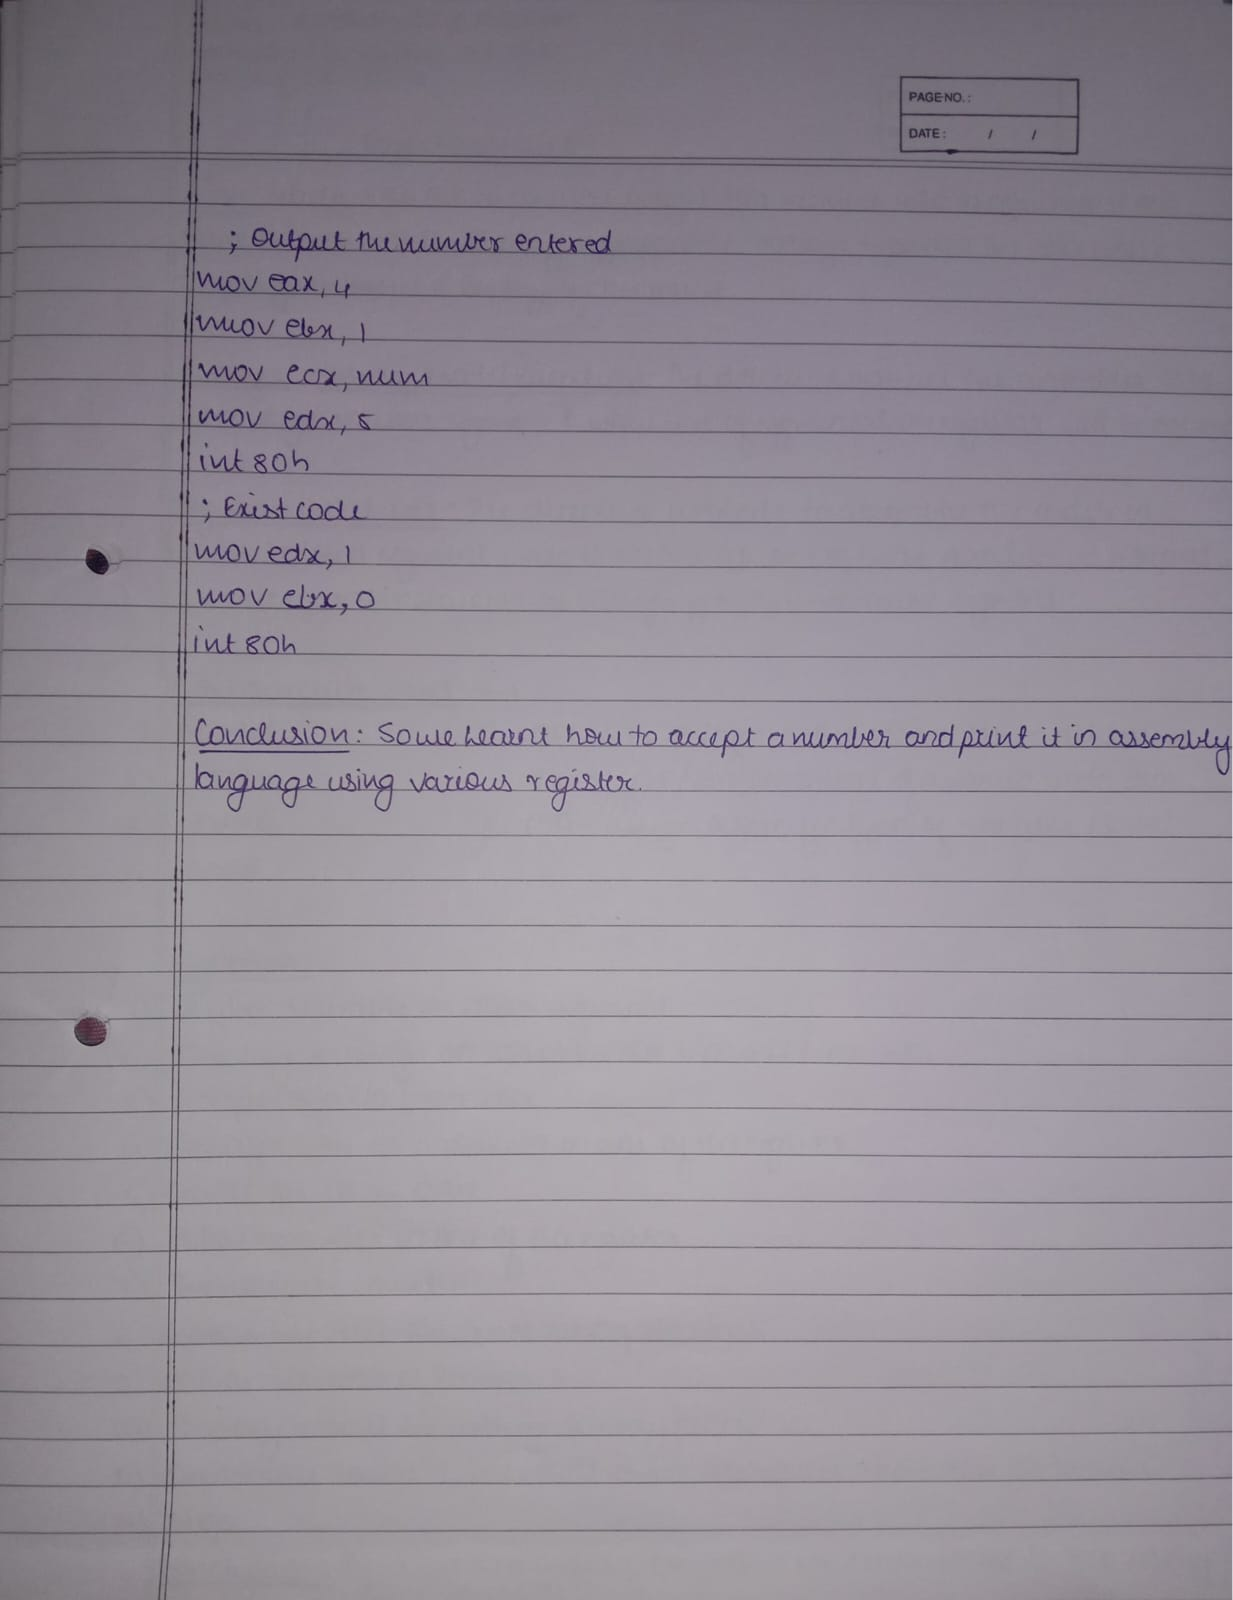 PAGE NO.:
DATE: / /
; Output the number entered
mov eax, 4
mov ebx, 1
mov ecx, num
mov edx, 5
int 80h
; Exist code
mov edx, 1
mov ebx, 0
int 80h
Conclusion: So we learnt how to accept a number and print it in assembly
language using various register.